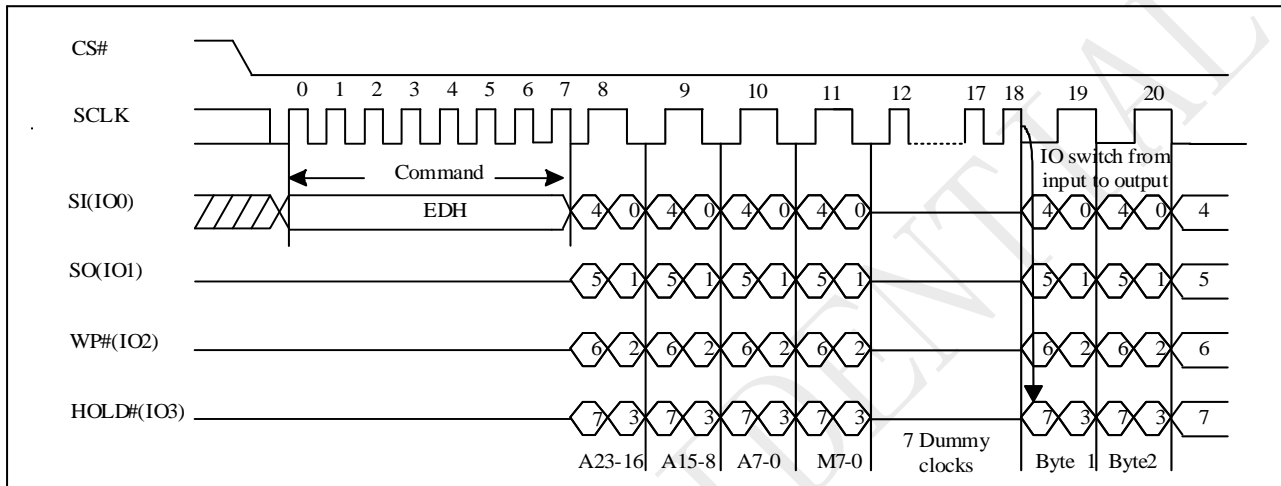 CS#
0 1 2 3 4 5 6 7 8 9 10 11 12 17 18 19 20
SCLK
Command
IO switch from
input to output
SI(IO0)
EDH
4 0 4 0 4 0 4 0 4 0 4 0 4
SO(IO1)
5 1 5 1 5 1 5 1 5 1 5 1 5
WP#(IO2)
6 2 6 2 6 2 6 2 6 2 6 2 6
HOLD#(IO3)
7 3 7 3 7 3 7 3 7 3 7 3 7
A23-16 A15-8 A7-0 M7-0
7 Dummy
clocks
Byte 1 Byte2
DENTIAL